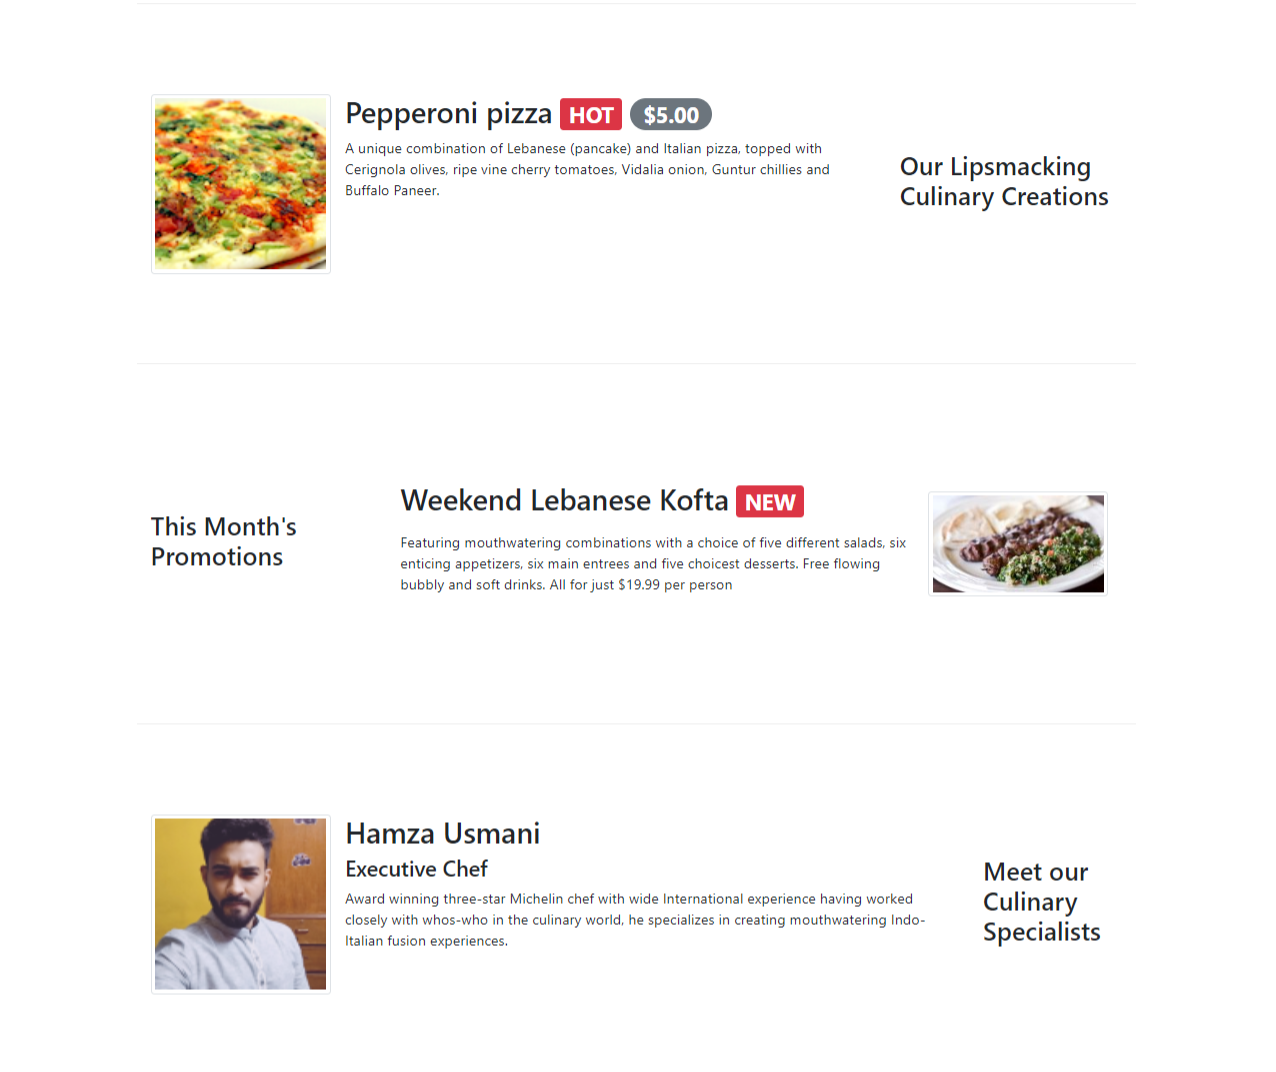 Pepperoni pizza HOT $5.00
A unique combination of Lebanese (pancake) and Italian pizza, topped with
Cerignola olives, ripe vine cherry tomatoes, Vidalia onion, Guntur chillies and
Buffalo Paneer.
Our Lipsmacking
Culinary Creations
This Month's
Promotions
Weekend Lebanese Kofta NEW
Featuring mouthwatering combinations with a choice of five different salads, six
enticing appetizers, six main entrees and five choicest desserts. Free flowing
bubbly and soft drinks. All for just $19.99 per person
Hamza Usmani
Executive Chef
Award winning three-star Michelin chef with wide International experience having worked
closely with whos-who in the culinary world, he specializes in creating mouthwatering Indo-
Italian fusion experiences.
Meet our
Culinary
Specialists